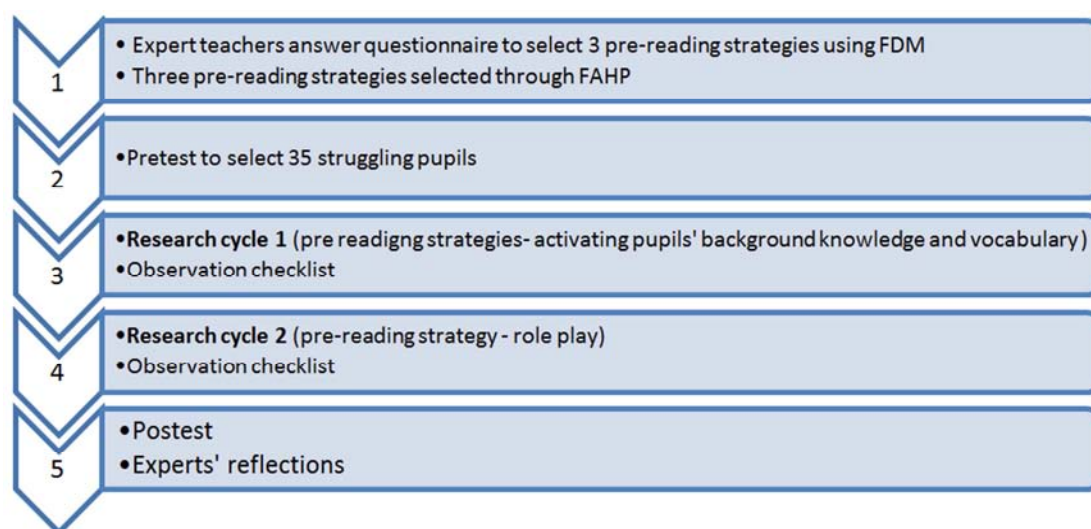 1
• Expert teachers answer questionnaire to select 3 pre-reading strategies using FDM
• Three pre-reading strategies selected through FAHP
2
•Pretest to select 35 struggling pupils
3
•Research cycle 1 (pre readigng strategies- activating pupils' background knowledge and vocabulary)
•Observation checklist
4
•Research cycle 2 (pre-reading strategy - role play)
•Observation checklist
5
•Postest
•Experts' reflections